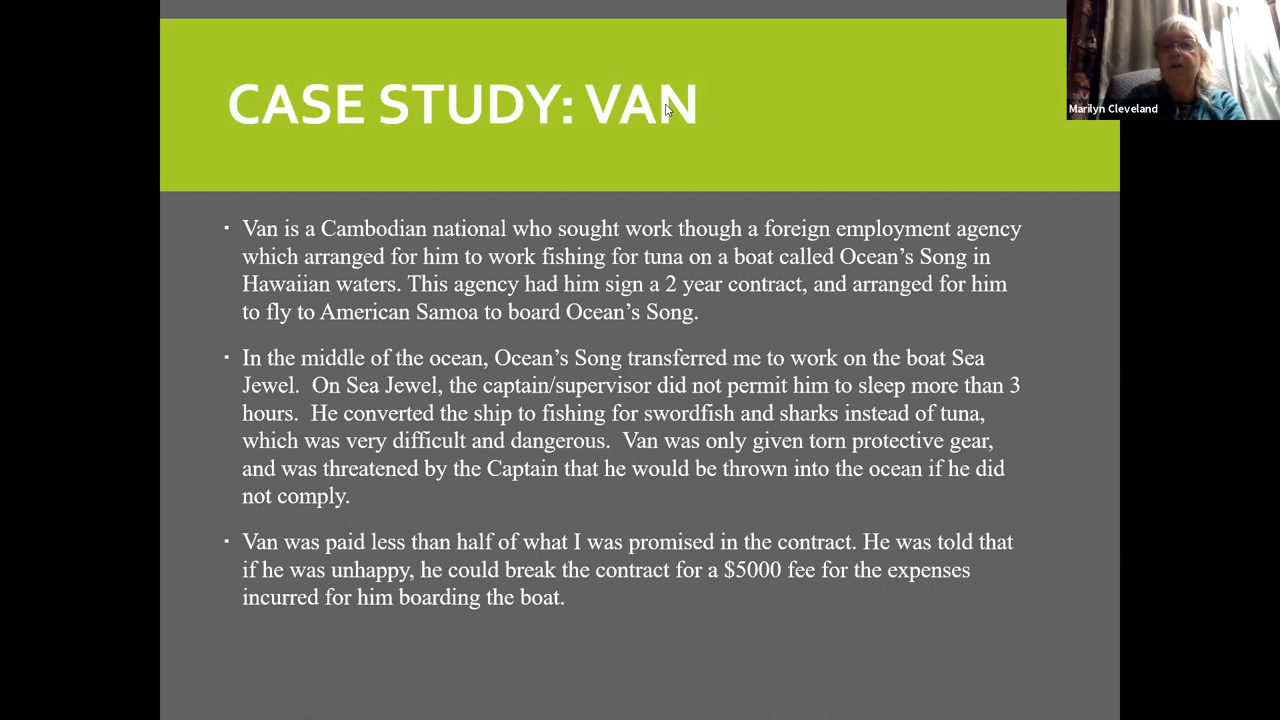 CASE STUDY: VAN
Marilyn Cleveland
▪ Van is a Cambodian national who sought work though a foreign employment agency
which arranged for him to work fishing for tuna on a boat called Ocean’s Song in
Hawaiian waters. This agency had him sign a 2 year contract, and arranged for him
to fly to American Samoa to board Ocean’s Song.
▪ In the middle of the ocean, Ocean’s Song transferred me to work on the boat Sea
Jewel.  On Sea Jewel, the captain/supervisor did not permit him to sleep more than 3
hours.  He converted the ship to fishing for swordfish and sharks instead of tuna,
which was very difficult and dangerous.  Van was only given torn protective gear,
and was threatened by the Captain that he would be thrown into the ocean if he did
not comply.
▪ Van was paid less than half of what I was promised in the contract. He was told that
if he was unhappy, he could break the contract for a $5000 fee for the expenses
incurred for him boarding the boat.